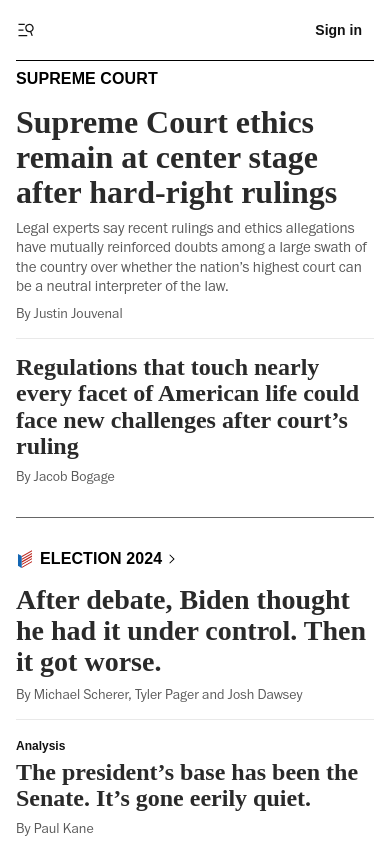 Sign in
SUPREME COURT
Supreme Court ethics
remain at center stage
after hard-right rulings
Legal experts say recent rulings and ethics allegations
have mutually reinforced doubts among a large swath of
the country over whether the nation’s highest court can
be a neutral interpreter of the law.
By Justin Jouvenal
Regulations that touch nearly
every facet of American life could
face new challenges after court’s
ruling
By Jacob Bogage
ELECTION 2024
After debate, Biden thought
he had it under control. Then
it got worse.
By Michael Scherer, Tyler Pager and Josh Dawsey
Analysis
The president’s base has been the
Senate. It’s gone eerily quiet.
By Paul Kane